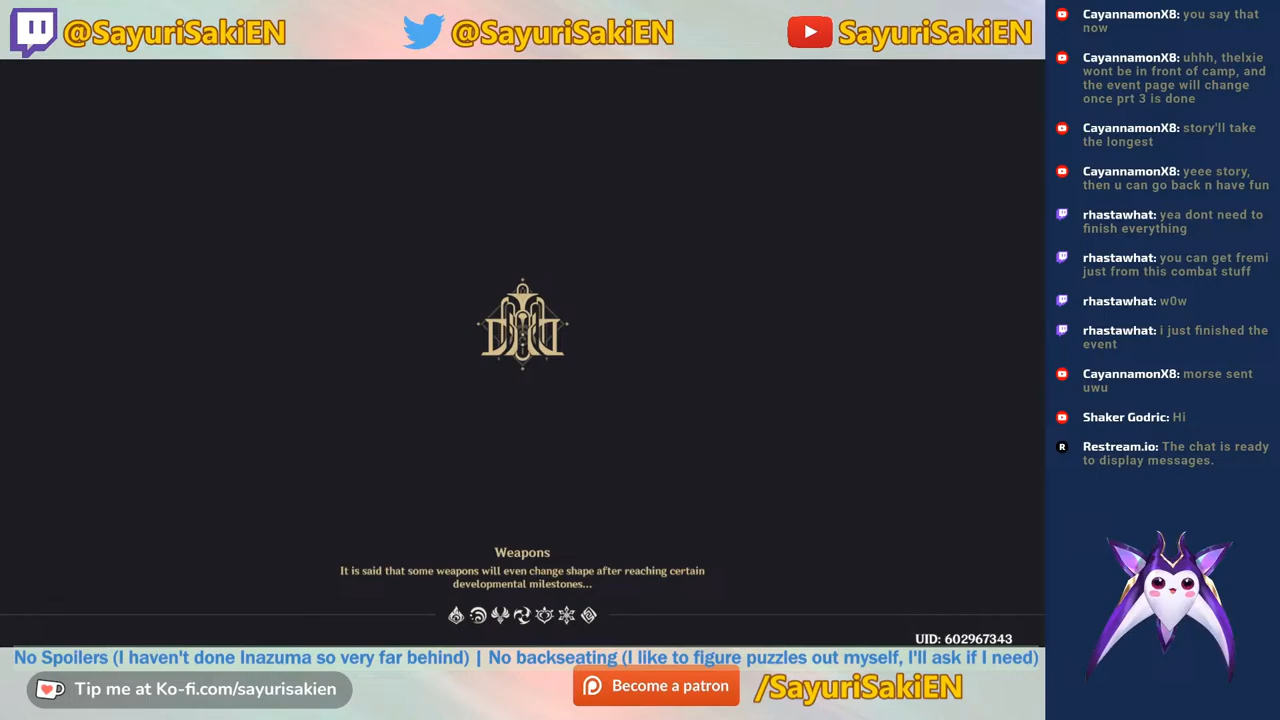 @SayuriSakiEN
@SayuriSakiEN
SayuriSakiEN
CayannamonX8: you say that
now
CayannamonX8: uhhh, thelxie
wont be in front of camp, and
the event page will change
once prt 3 is done
CayannamonX8: story'll take
the longest
CayannamonX8: yeee story,
then u can go back n have fun
rhastawhat: yea dont need to
finish everything
rhastawhat: you can get fremi
just from this combat stuff
rhastawhat: w0w
rhastawhat: i just finished the
event
CayannamonX8: morse sent
uwu
Shaker Godric: Hi
R
Restream.io: The chat is ready
to display messages.
Weapons
It is said that some weapons will even change shape after reaching certain
developmental milestones...
UID: 602967343
No Spoilers (I haven't done Inazuma so very far behind) | No backseating (I like to figure puzzles out myself, I'll ask if I need)
Tip me at Ko-fi.com/sayurisakien
Become a patron
/SayuriSakiEN